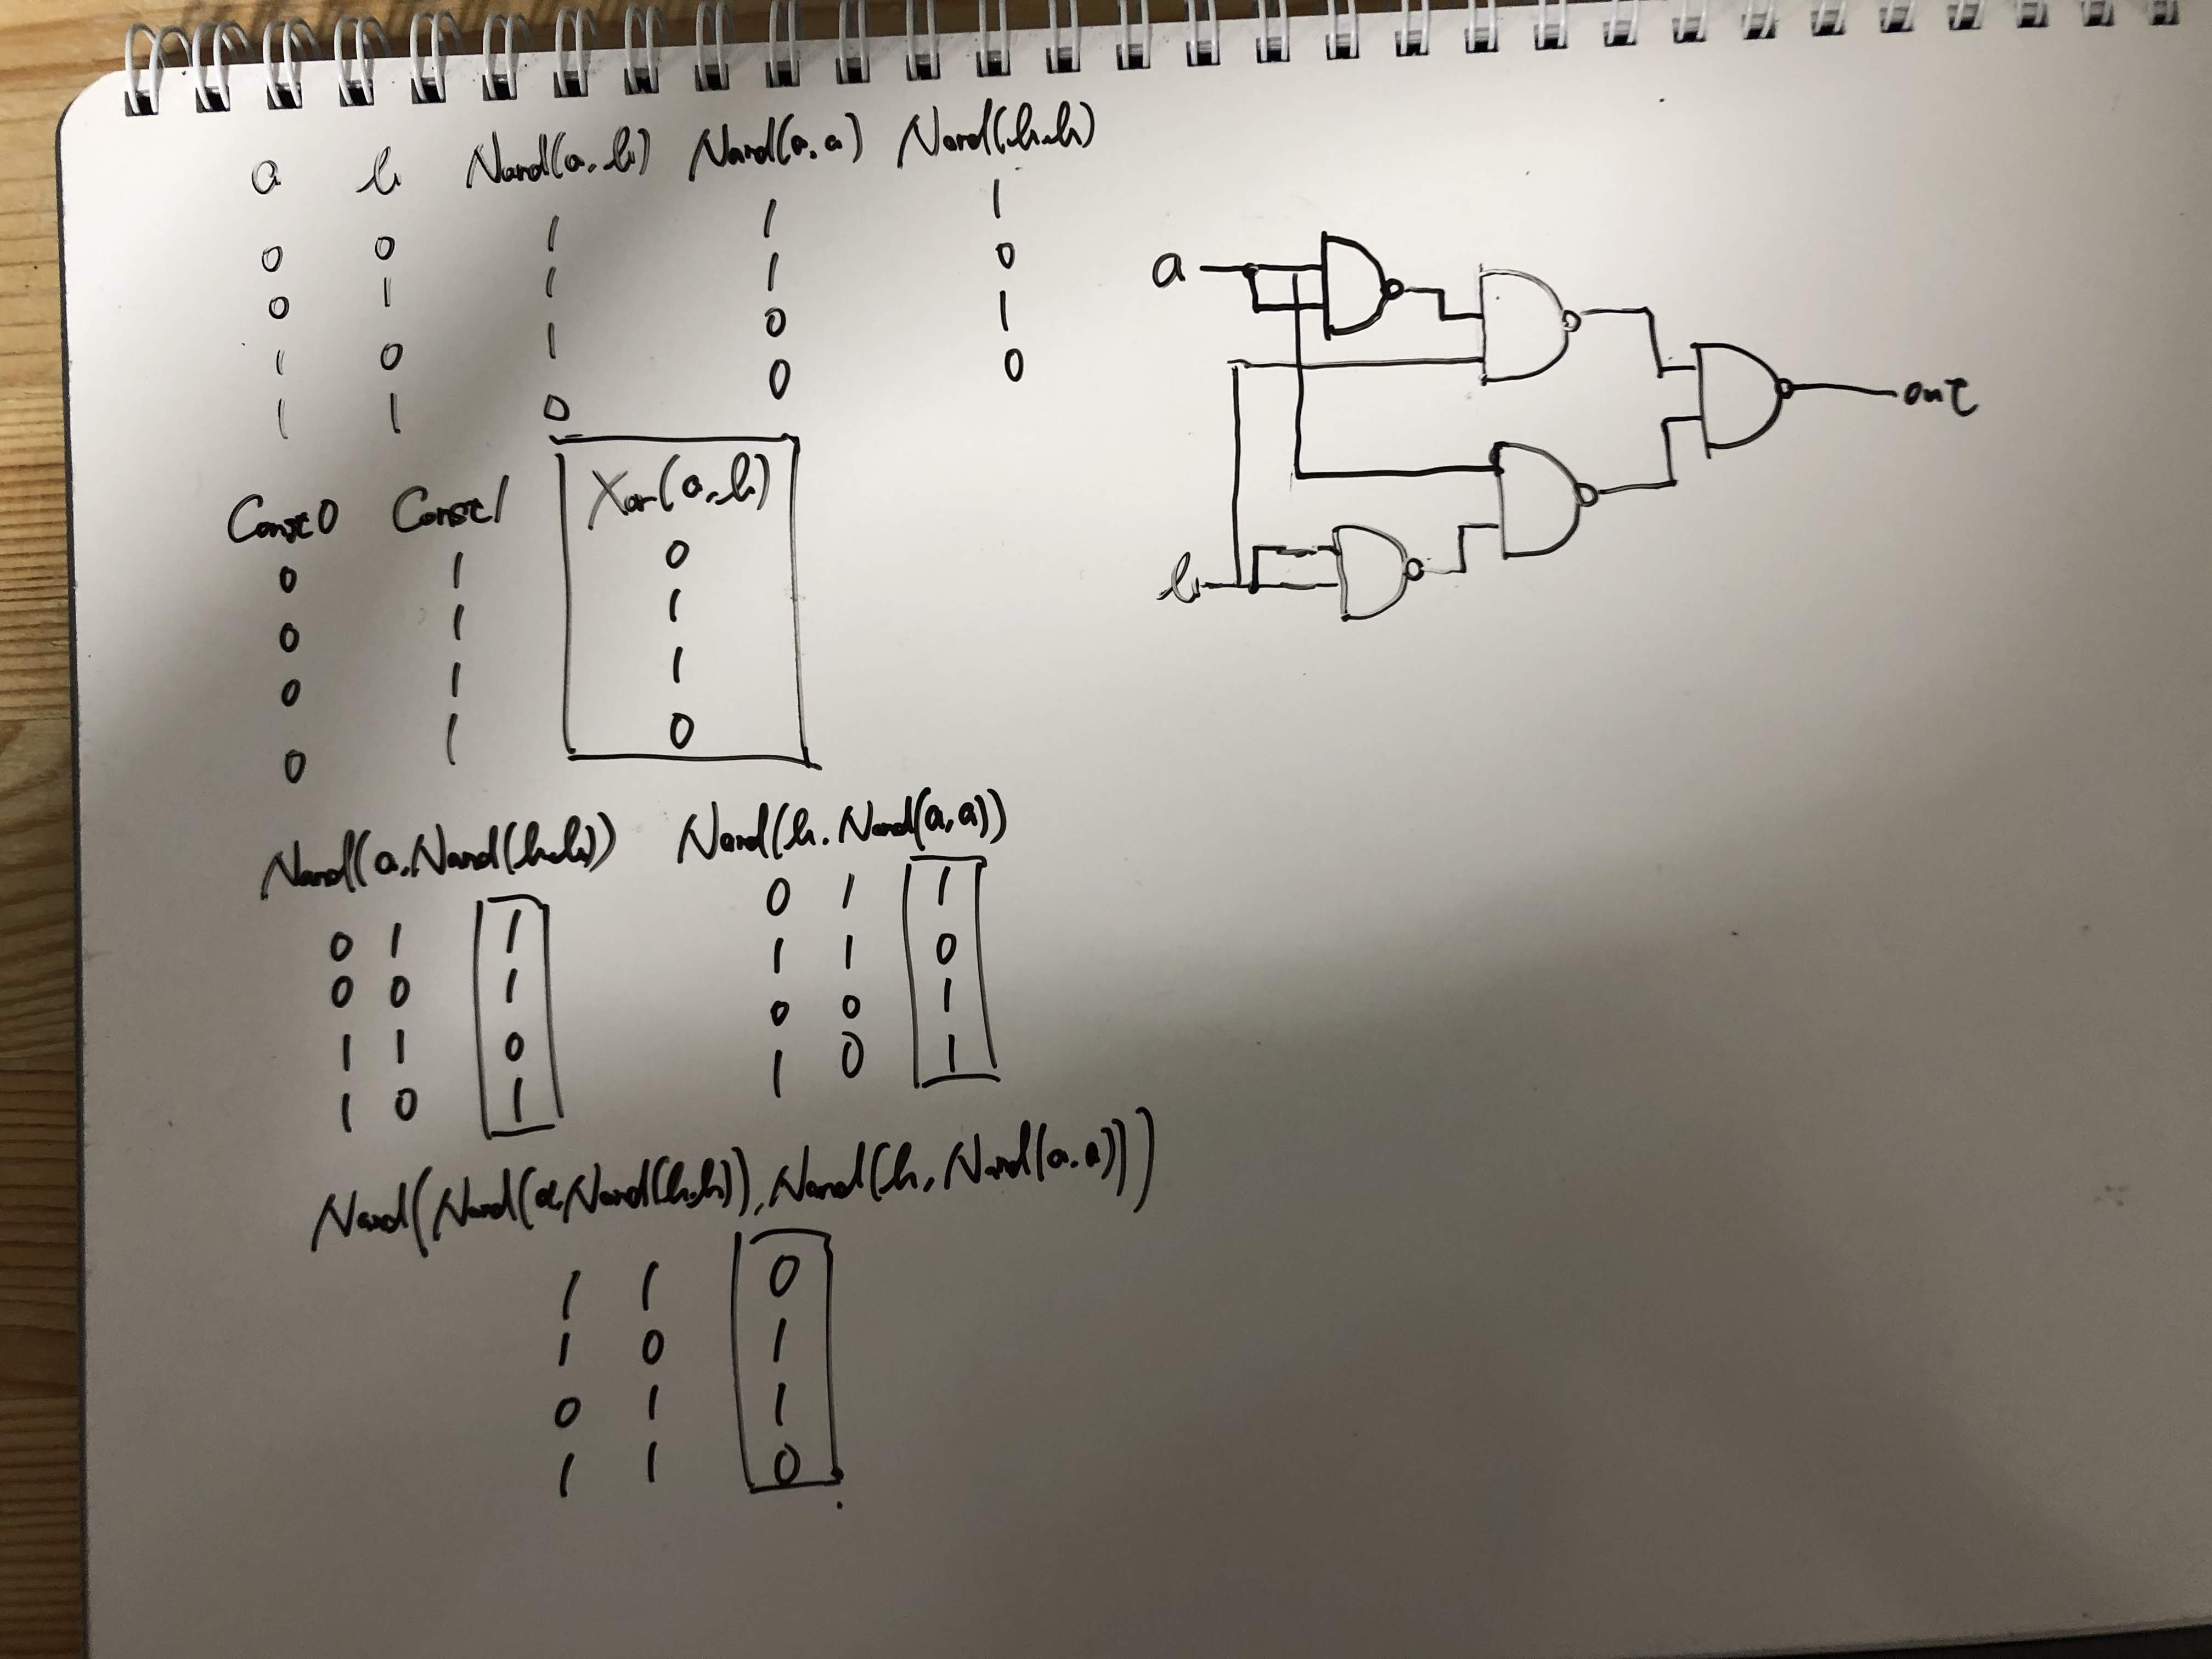 a b Nand(a, b) Nand(a, a) Nand(b, b)
0 0 1 1 1
0 1 1 1 0
1 0 1 0 1
1 1 0 0 0
Const0 Const1 Xor(a, b)
0 1 0
0 1 1
0 1 1
0 1 0
Nand(a, Nand(b, b)) Nand(b, Nand(a, a))
0 1 1 0 1 1
0 0 1 1 1 0
1 1 0 0 0 1
1 0 1 1 0 1
Nand(Nand(a, Nand(b, b)), Nand(b, Nand(a, a)))
1 1 0
1 0 1
0 1 1
1 1 0
a
out
b